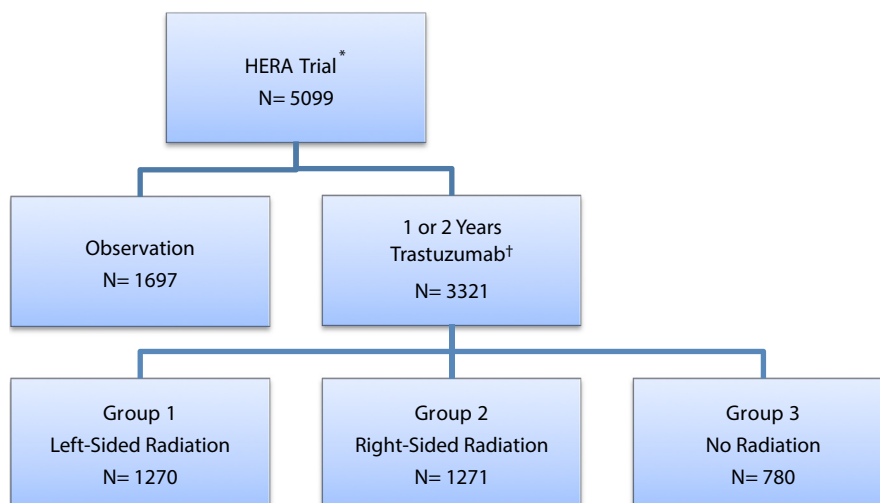 HERA Trial*
N= 5099
Observation
N= 1697
1 or 2 Years
Trastuzumab†
N= 3321
Group 1
Left-Sided Radiation
N= 1270
Group 2
Right-Sided Radiation
N= 1271
Group 3
No Radiation
N= 780